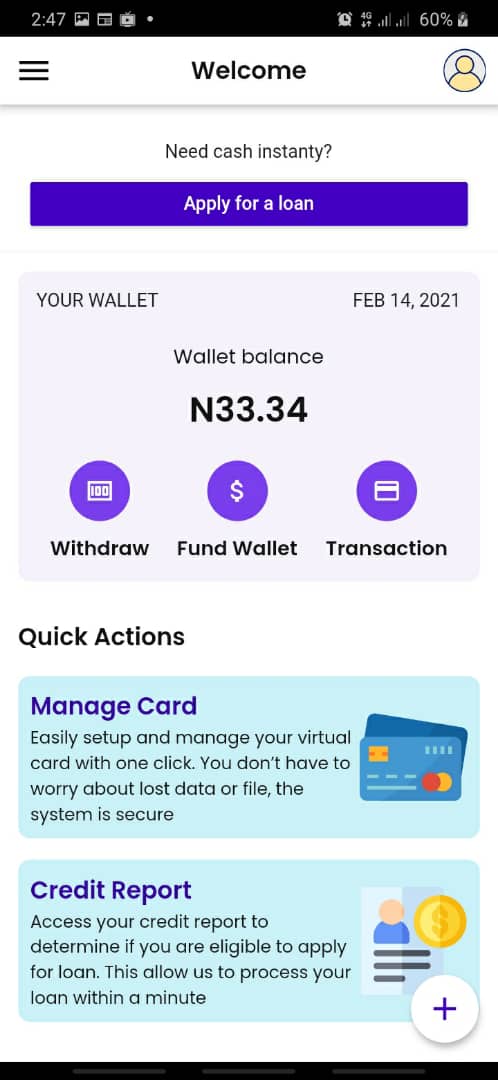 2:47
4G
60%
Welcome
Need cash instanty?
Apply for a loan
YOUR WALLET
FEB 14, 2021
Wallet balance
N33.34
100
$
Withdraw
Fund Wallet
Transaction
Quick Actions
Manage Card
Easily setup and manage your virtual
card with one click. You don't have to
worry about lost data or file, the
system is secure
Credit Report
Access your credit report to
determine if you are eligible to apply
for loan. This allow us to process your
loan within a minute
$
+